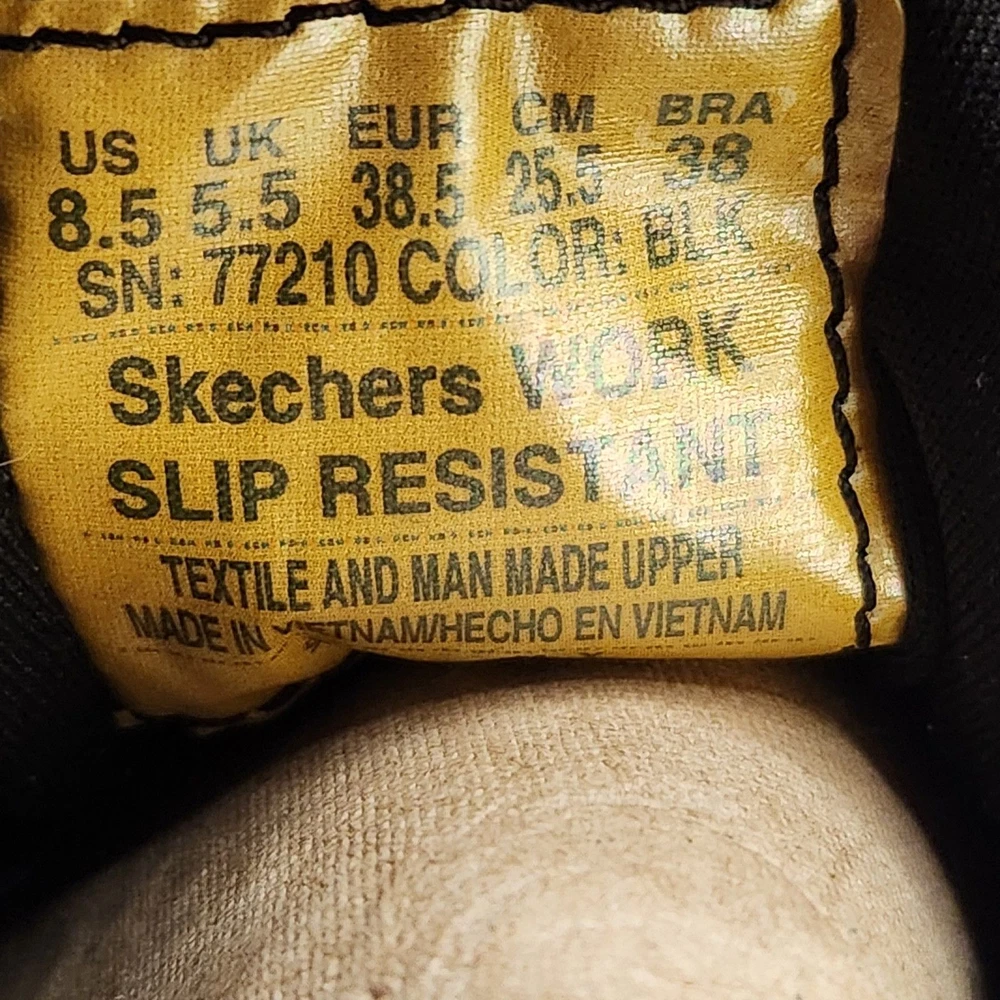 US UK EUR CM BRA
8.5 5.5 38.5 25.5 38
SN: 77210 COLOR: BLK
Skechers WORK
SLIP RESISTANT
TEXTILE AND MAN MADE UPPER
MADE IN VIETNAM/HECHO EN VIETNAM